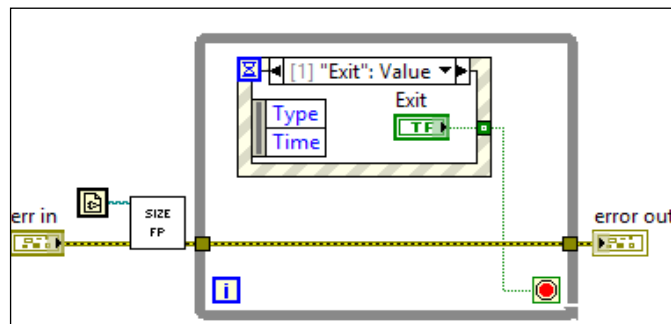 [1] "Exit": Value
Exit
TF
Type
Time
SIZE
FP
err in
error out
i